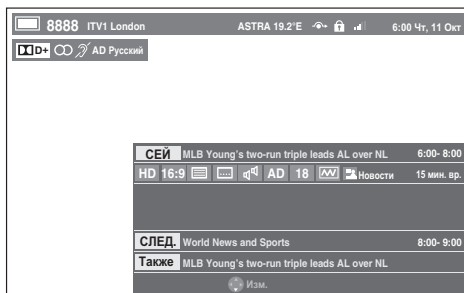 8888 ITV1 London ASTRA 19.2°E 6:00 Чт, 11 Окт
D+ AD Русский
СЕЙ MLB Young's two-run triple leads AL over NL 6:00- 8:00
HD 16:9 AD 18 Новости 15 мин. вр.
СЛЕД. World News and Sports 8:00- 9:00
Также MLB Young's two-run triple leads AL over NL
Изм.